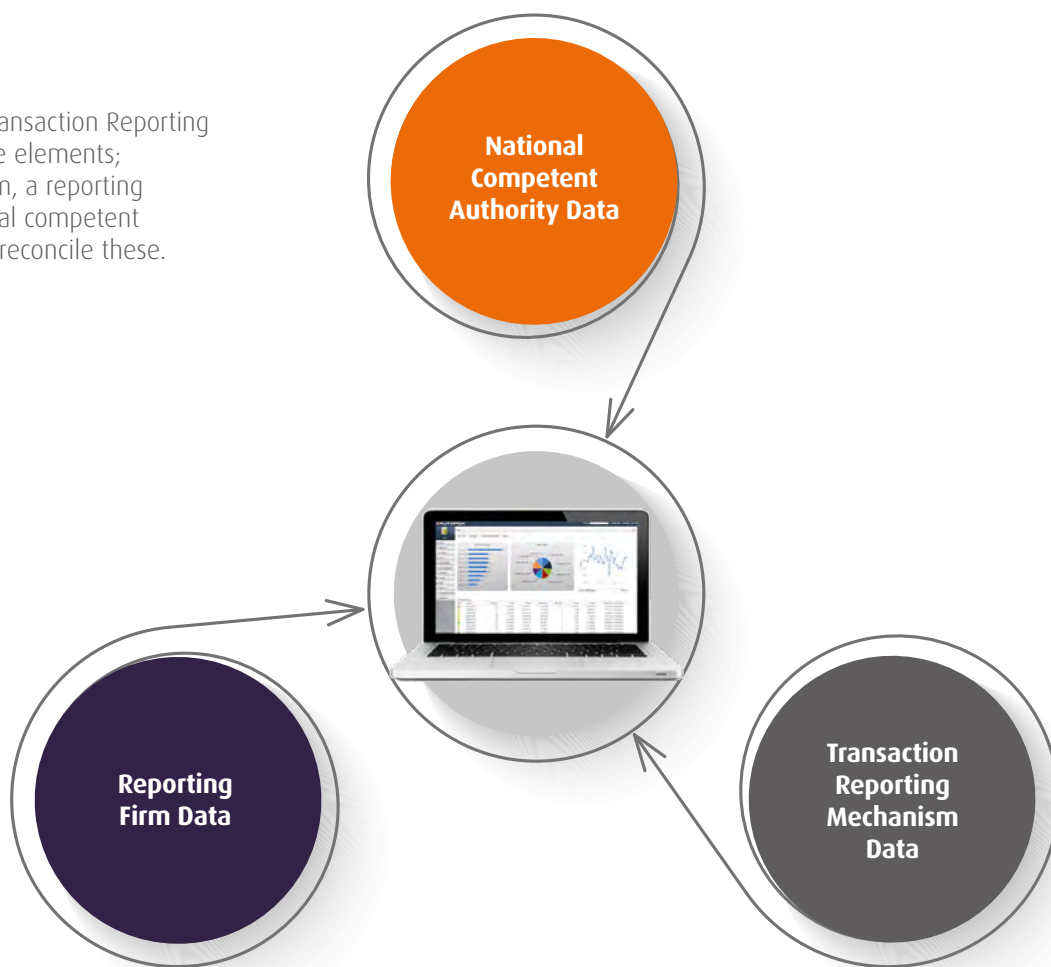 ansaction Reporting
e elements;
n, a reporting
al competent
reconcile these.
National
Competent
Authority Data
Reporting
Firm Data
Transaction
Reporting
Mechanism
Data